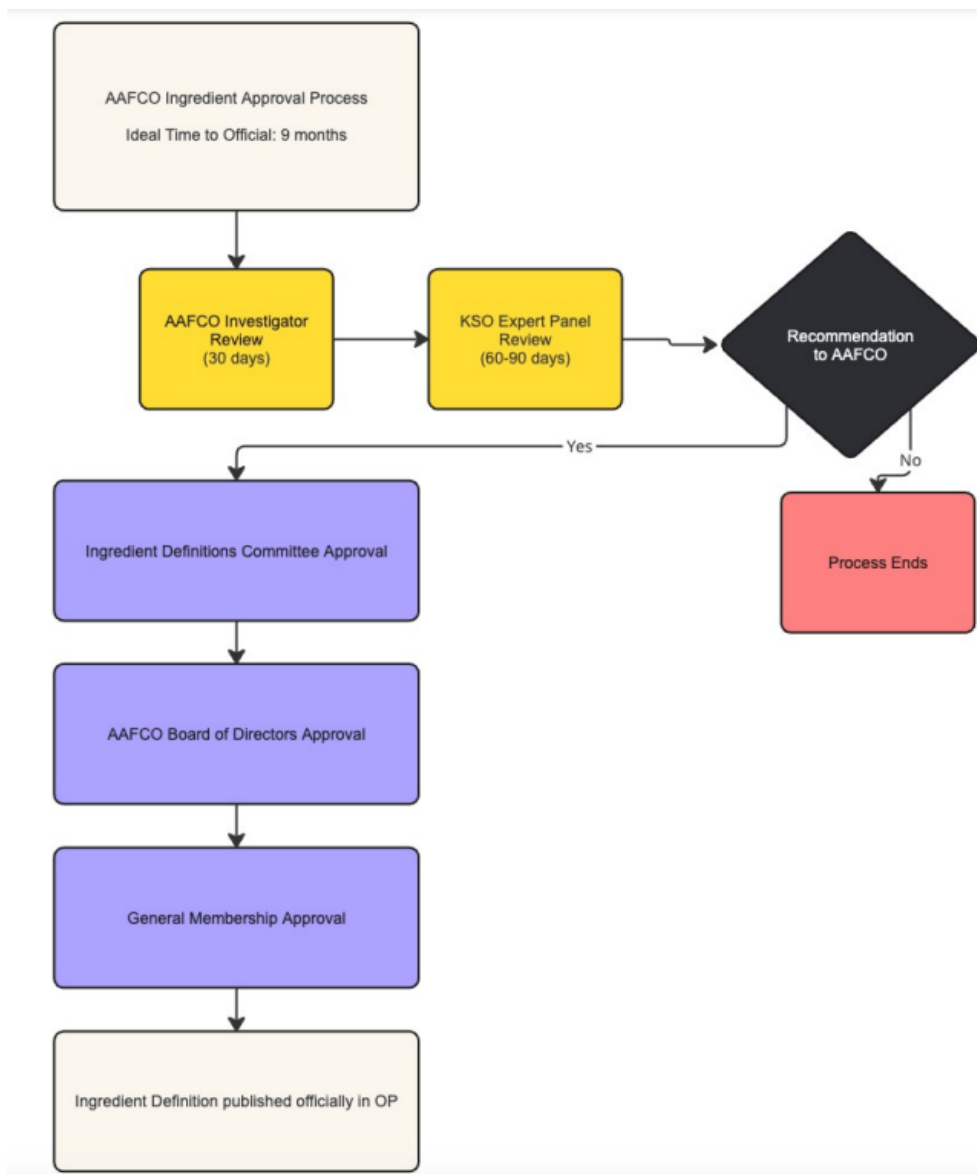 AAFCO Ingredient Approval Process
Ideal Time to Official: 9 months
AAFCO Investigator
Review
(30 days)
KSO Expert Panel
Review
(60-90 days)
Recommendation
to AAFCO
Yes
No
Ingredient Definitions Committee Approval
Process Ends
AAFCO Board of Directors Approval
General Membership Approval
Ingredient Definition published officially in OP